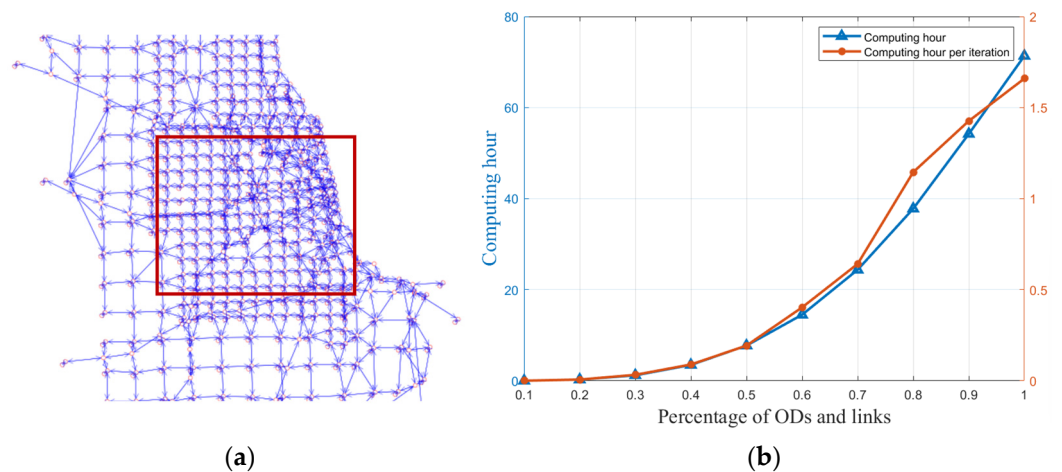 80
60
40
20
0
Computing hour
2
1.5
1
0.5
0
Computing hour
Computing hour per iteration
0.1 0.2 0.3 0.4 0.5 0.6 0.7 0.8 0.9 1
Percentage of ODs and links
(a) (b)